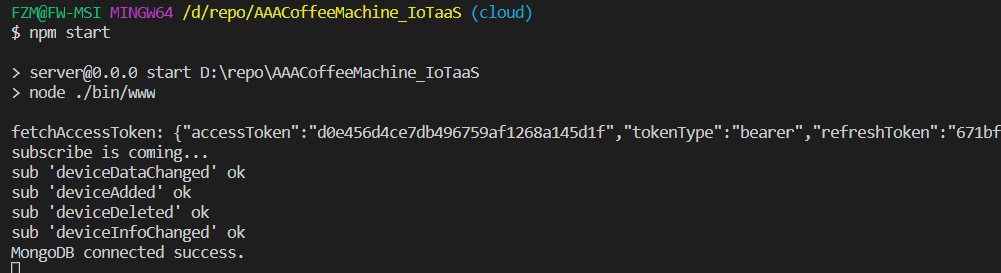 FZM@FW-MSI MINGW64 /d/repo/AAACoffeeMachine_IoTaaS (cloud)
$ npm start
> server@0.0.0 start D:\repo\AAACoffeeMachine_IoTaaS
> node ./bin/www
fetchAccessToken: {"accessToken":"d0e456d4ce7db496759af1268a145d1f","tokenType":"bearer","refreshToken":"671bf
subscribe is coming...
sub 'deviceDataChanged' ok
sub 'deviceAdded' ok
sub 'deviceDeleted' ok
sub 'deviceInfoChanged' ok
MongoDB connected success.